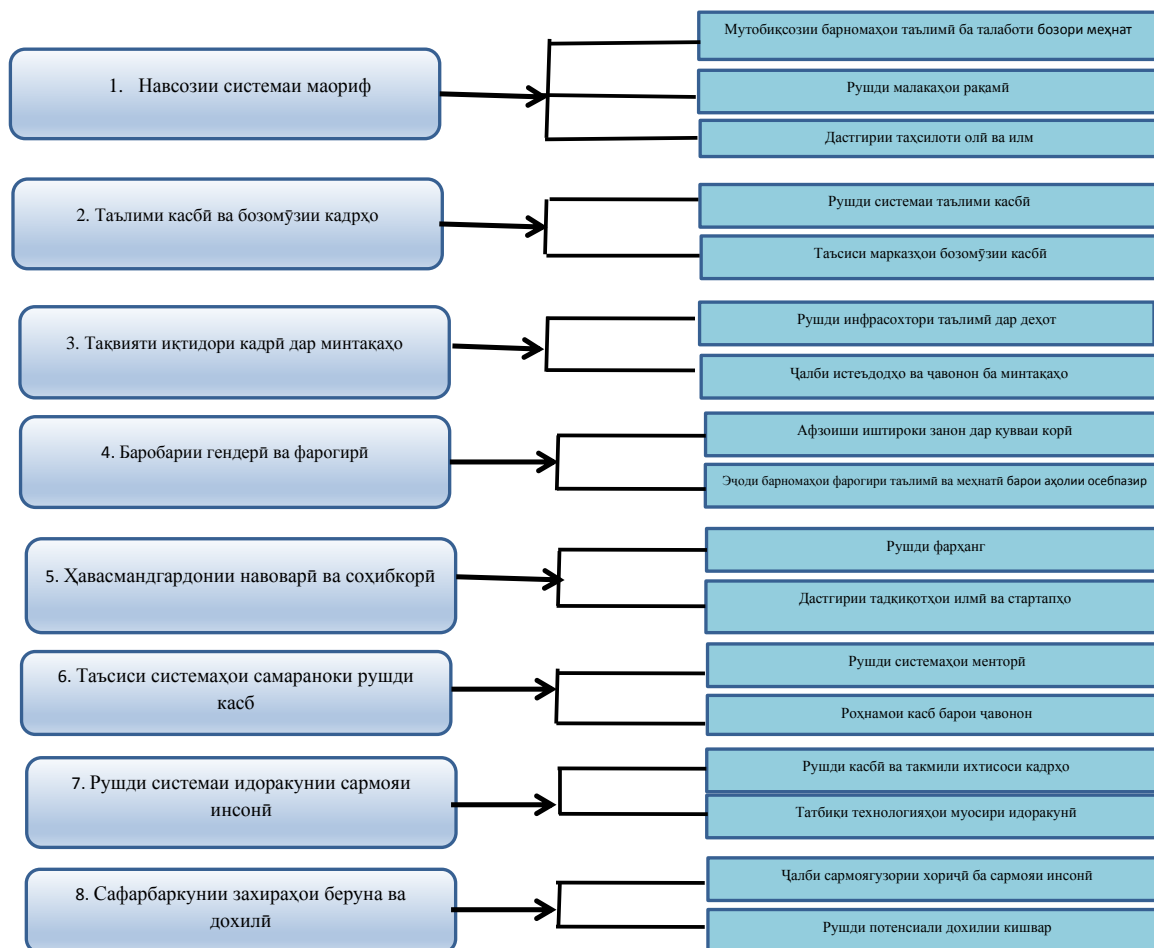 1. Навсозии системаи маориф
Мутобиқсозии барномаҳои таълимӣ ба талаботи бозори меҳнат
Рушди малакаҳои рақамӣ
Дастгирии таҳсилоти олӣ ва илм
2. Таълими касбӣ ва бозомӯзии кадрҳо
Рушди системаи таълими касбӣ
Таъсиси марказҳои бозомӯзии касбӣ
3. Тақвияти иқтидори кадрӣ дар минтақаҳо
Рушди инфрасохтори таълимӣ дар деҳот
Ҷалби истеъдодҳо ва ҷавонон ба минтақаҳо
4. Баробарии гендерӣ ва фарогирӣ
Афзоиши иштироки занон дар қувваи корӣ
Эҷоди барномаҳои фарогири таълимӣ ва меҳнатӣ барои аҳолии осебпазир
5. Ҳавасмандгардонии навоварӣ ва соҳибкорӣ
Рушди фарҳанг
Дастгирии тадқиқотҳои илмӣ ва стартапҳо
6. Таъсиси системаҳои самараноки рушди
касб
Рушди системаҳои менторӣ
Роҳнамои касб барои ҷавонон
7. Рушди системаи идоракунии сармояи
инсонӣ
Рушди касбӣ ва такмили ихтисоси кадрҳо
Татбиқи технологияҳои муосири идоракунӣ
8. Сафарбаркунии захираҳои беруна ва
дохилӣ
Ҷалби сармоягузории хориҷӣ ба сармояи инсонӣ
Рушди потенсиали дохилии кишвар